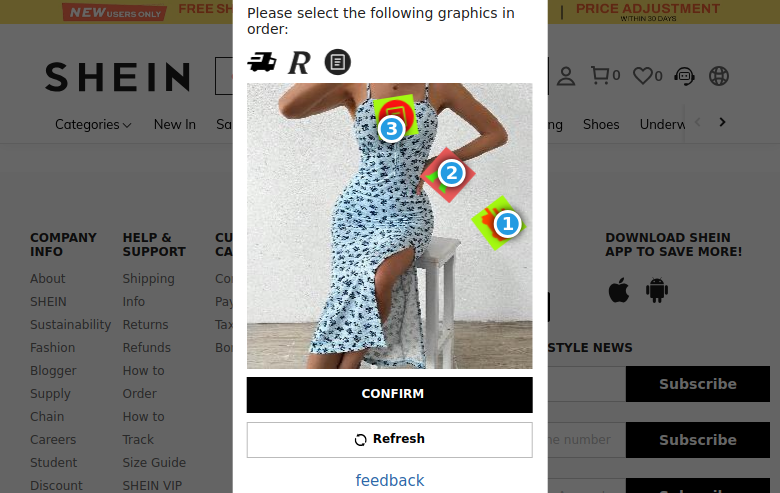 NEW USERS ONLY
FREE SH
PRICE ADJUSTMENT
WITHIN 30 DAYS
Please select the following graphics in
order:
R
SHEIN
0
0
Categories
New In
Sa
ng
Shoes
Underw
3
2
1
COMPANY
INFO
HELP &
SUPPORT
CU
CA
DOWNLOAD SHEIN
APP TO SAVE MORE!
About
Shipping
Co
SHEIN
Info
Pay
Sustainability
Returns
Tax
Fashion
Refunds
Bo
STYLE NEWS
Blogger
How to
Supply
Order
Subscribe
Chain
How to
CONFIRM
Careers
Track
Refresh
ne number
Subscribe
Student
Size Guide
Discount
SHEIN VIP
feedback